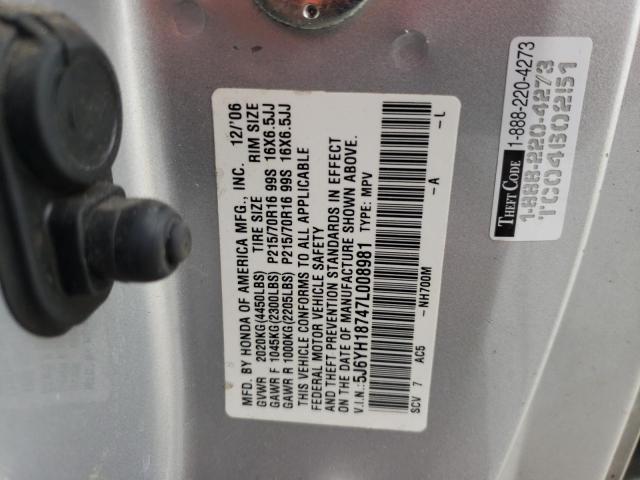 MFD. BY HONDA OF AMERICA MFG., INC. 12/'06
GVWR 2020KG(4450LBS) TIRE SIZE RIM SIZE
GAWR F 1045KG(2300LBS) P215/70R16 99S 16X6.5JJ
GAWR R 1000KG(2205LBS) P215/70R16 99S 16X6.5JJ
THIS VEHICLE CONFORMS TO ALL APPLICABLE
FEDERAL MOTOR VEHICLE SAFETY
AND THEFT PREVENTION STANDARDS IN EFFECT
ON THE DATE OF MANUFACTURE SHOWN ABOVE.
V.I.N.:5J6YH18747L008981 TYPE: MPV
SCV 7 AC5 -NH700M -A -L
THEFT CODE 1-888-220-4273
1-888-220-4273
TC04602151